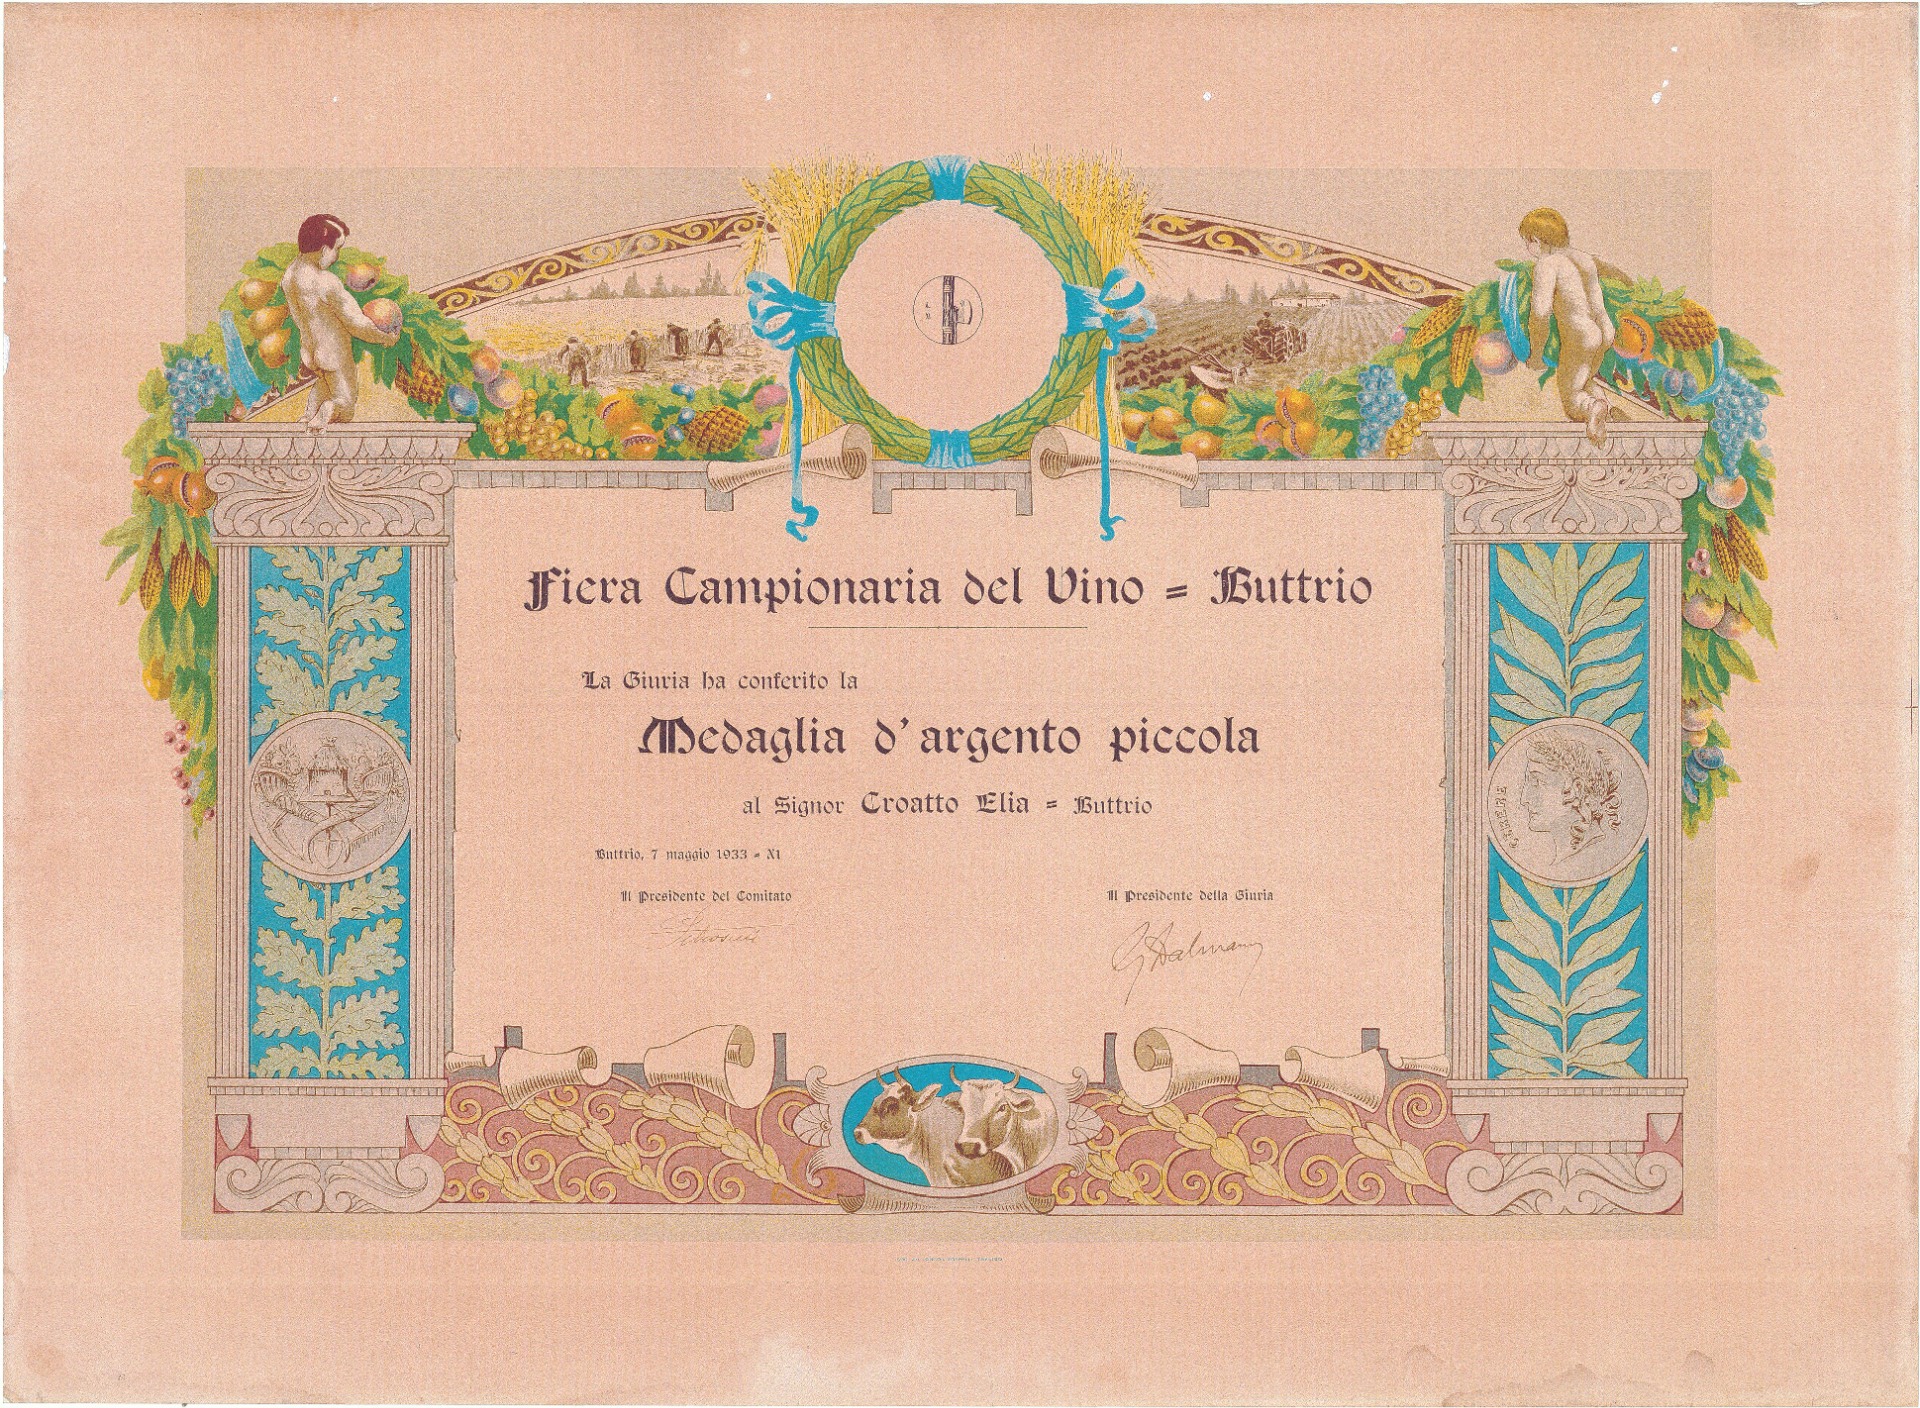 Fiera Campionaria del Vino = Buttrio
La Giuria ha conferito la
Medaglia d'argento piccola
al Signor Croatto Elia = Buttrio
CERERE
Buttrio, 7 maggio 1933 - XI
Il Presidente del Comitato
Il Presidente della Giuria